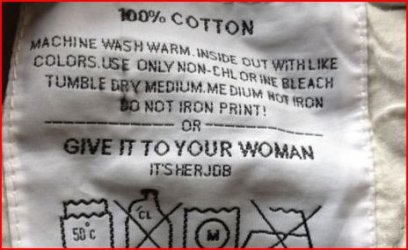 100% COTTON
MACHINE WASH WARM. INSIDE OUT WITH LIKE
COLORS.USE ONLY NON-CHLORINE BLEACH
TUMBLE DRY MEDIUM.MEDIUM HOT IRON
DO NOT IRON PRINT!
OR
GIVE IT TO YOUR WOMAN
IT'S HER JOB
50C CL M